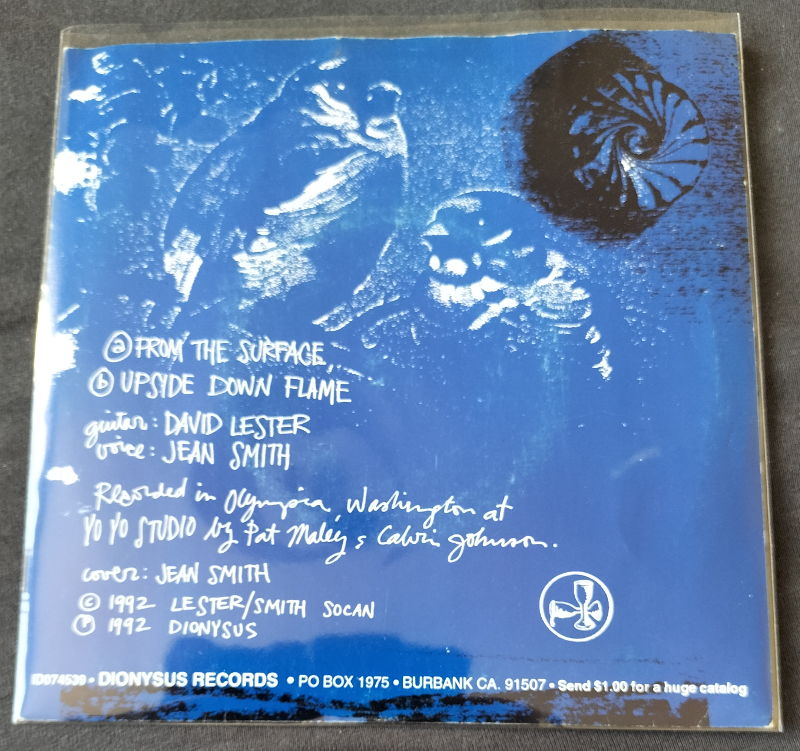 ⓐ FROM THE SURFACE,
ⓑ UPSIDE DOWN FLAME
guitar: DAVID LESTER
voice: JEAN SMITH
Recorded in Olympia, Washington at
YO YO STUDIO by Pat Maley & Calvin Johnson.
cover: JEAN SMITH
© 1992 LESTER/SMITH SOCAN
℗ 1992 DIONYSUS
ID074539 • DIONYSUS RECORDS • PO BOX 1975 • BURBANK CA. 91507 • Send $1.00 for a huge catalog